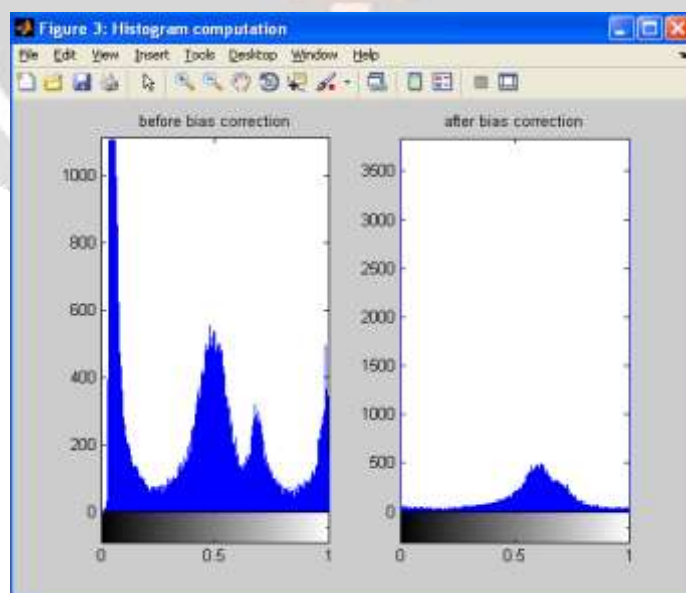 Figure 3: Histogram computation
File Edit View Insert Tools Desktop Window Help
before bias correction
after bias correction
1000
800
600
400
200
0
0 0.5 1
3500
3000
2500
2000
1500
1000
500
0
0 0.5 1